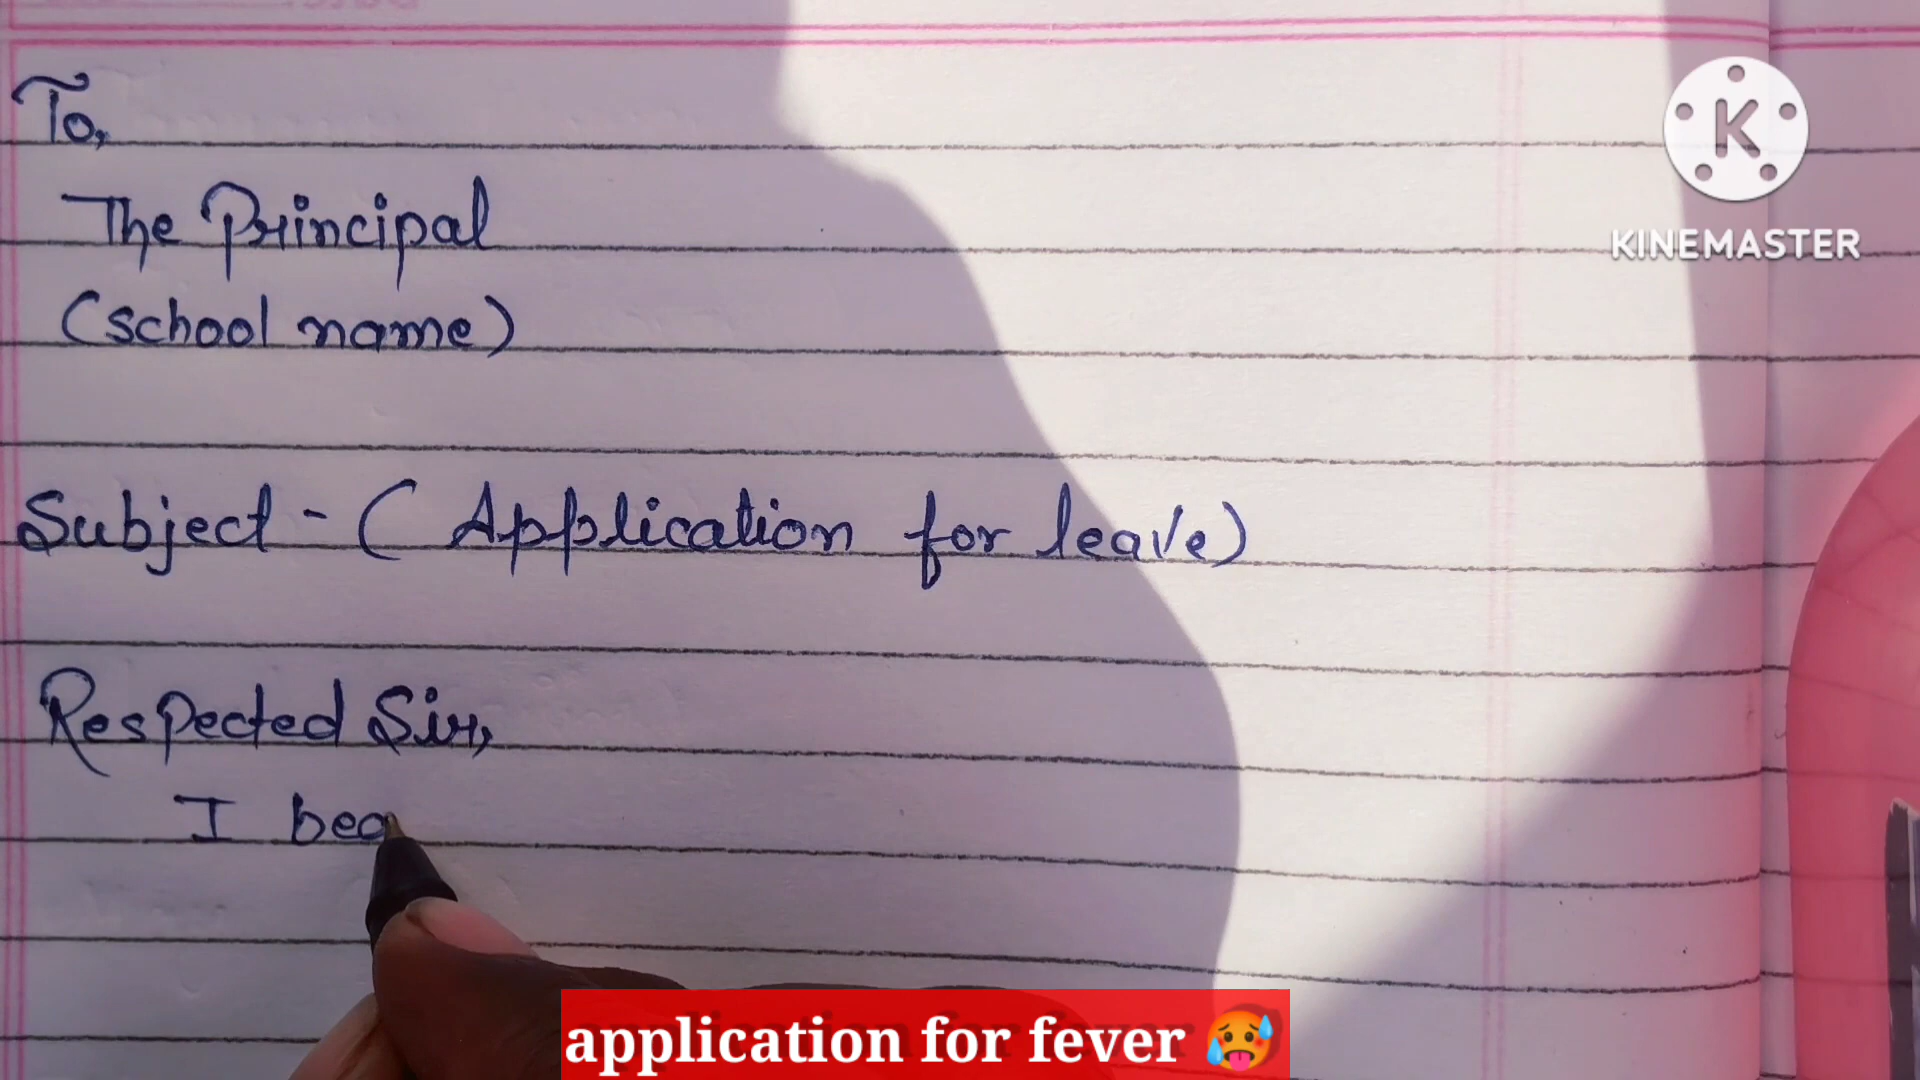 To,
The Principal
(school name)
Subject - ( Application for leave)
Respected Sir,
I beg
KINEMASTER
application for fever 🥵